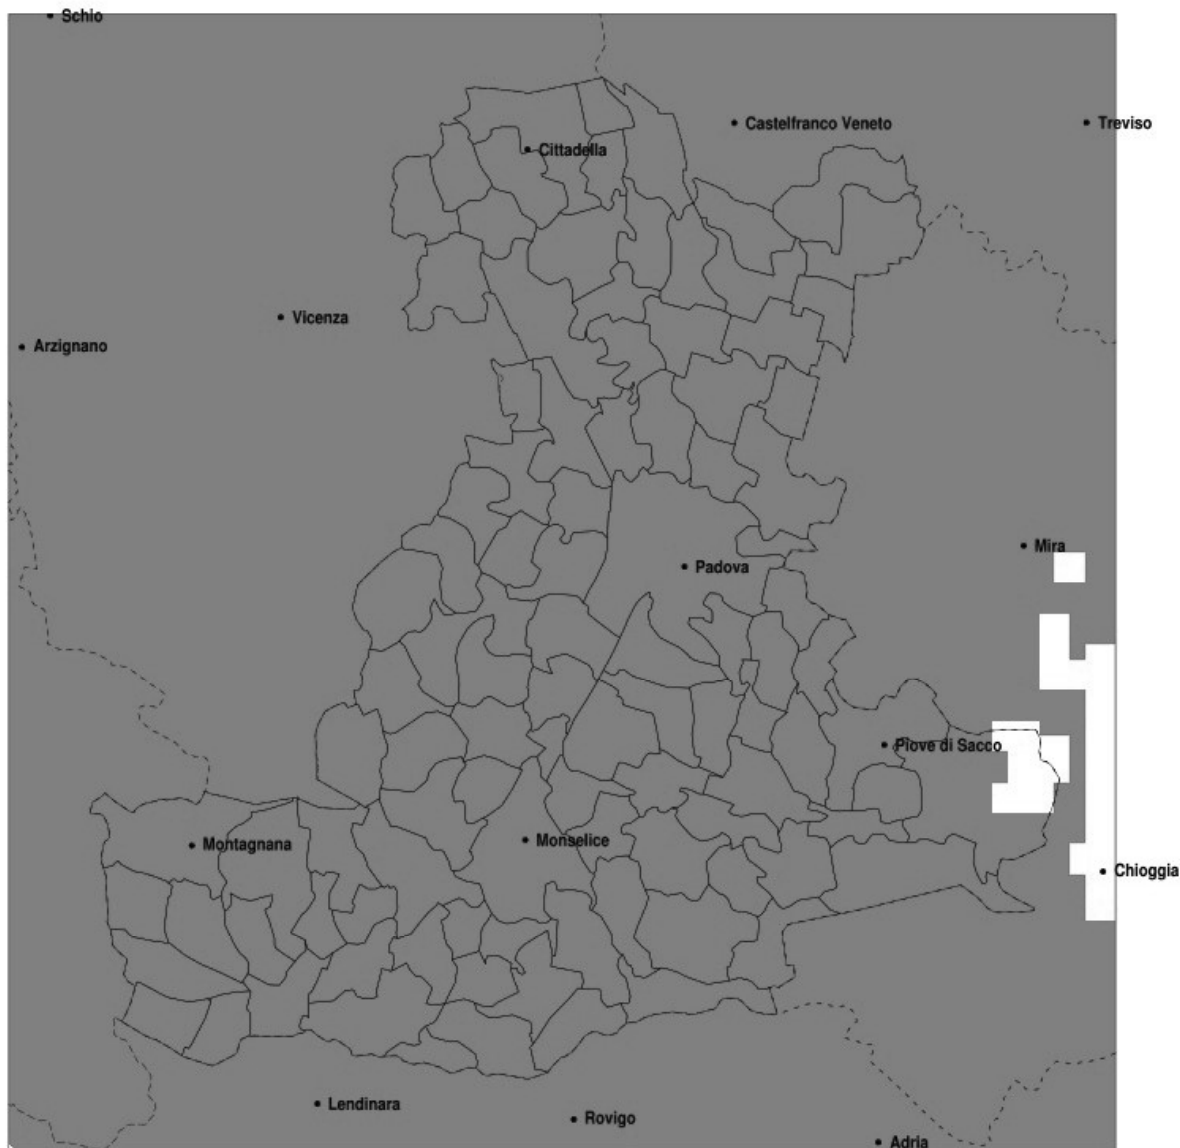 Schio
Castelfranco Veneto
Treviso
Cittadella
Vicenza
Arzignano
Mira
Padova
Piove di Sacco
Monselice
Montagnana
Chioggia
Lendinara
Rovigo
Adria